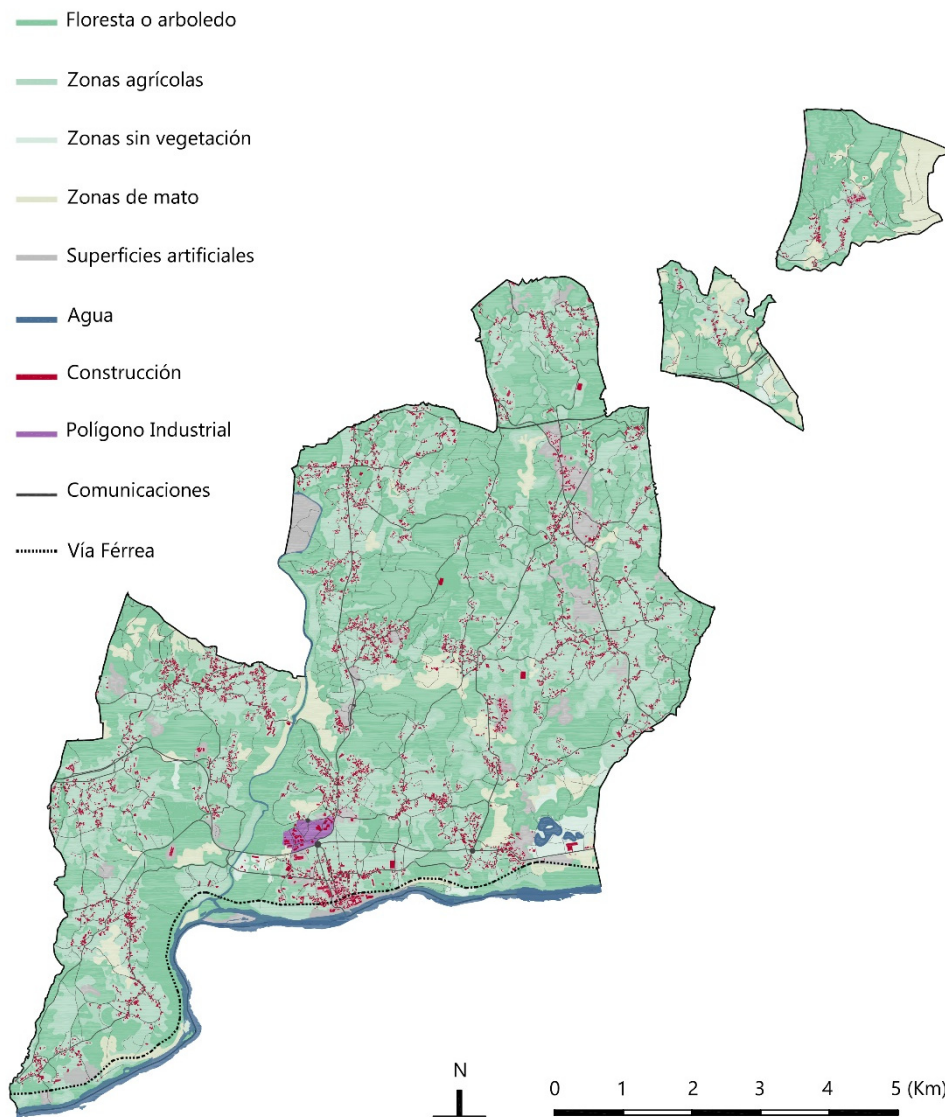 Floresta o arboledo
Zonas agrícolas
Zonas sin vegetación
Zonas de mato
Superficies artificiales
Agua
Construcción
Polígono Industrial
Comunicaciones
Vía Férrea
N
0 1 2 3 4 5 (Km)